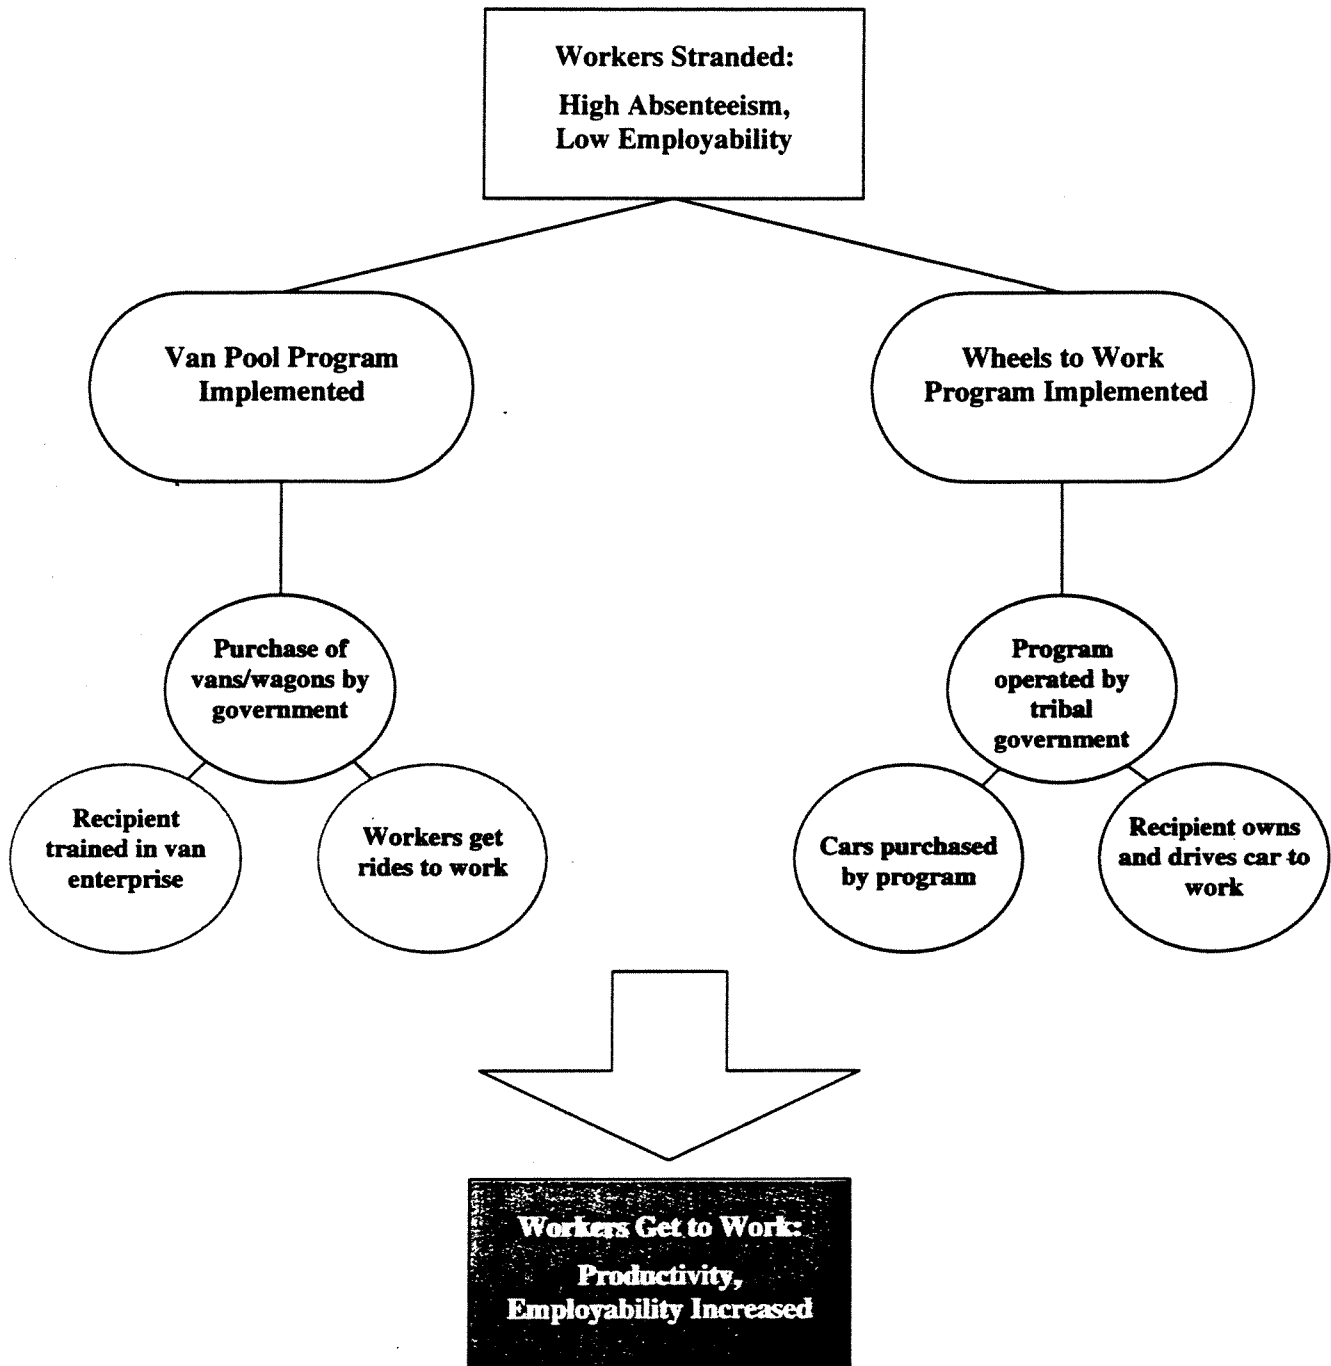 Workers Stranded:
High Absenteeism,
Low Employability
Van Pool Program
Implemented
Wheels to Work
Program Implemented
Purchase of
vans/wagons by
government
Program
operated by
tribal
government
Recipient
trained in van
enterprise
Workers get
rides to work
Cars purchased
by program
Recipient owns
and drives car to
work
Workers Get to Work:
Productivity,
Employability Increased